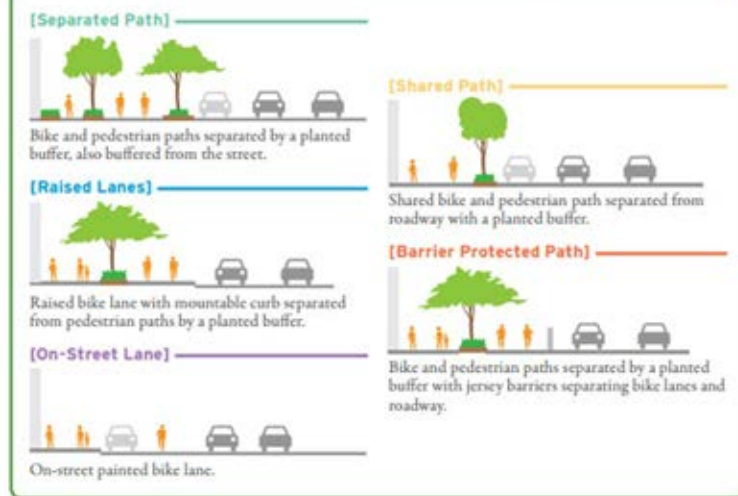 [Separated Path]
Bike and pedestrian paths separated by a planted
buffer, also buffered from the street.
[Raised Lanes]
Raised bike lane with mountable curb separated
from pedestrian paths by a planted buffer.
[On-Street Lane]
On-street painted bike lane.
[Shared Path]
Shared bike and pedestrian path separated from
roadway with a planted buffer.
[Barrier Protected Path]
Bike and pedestrian paths separated by a planted
buffer with jersey barriers separating bike lanes and
roadway.